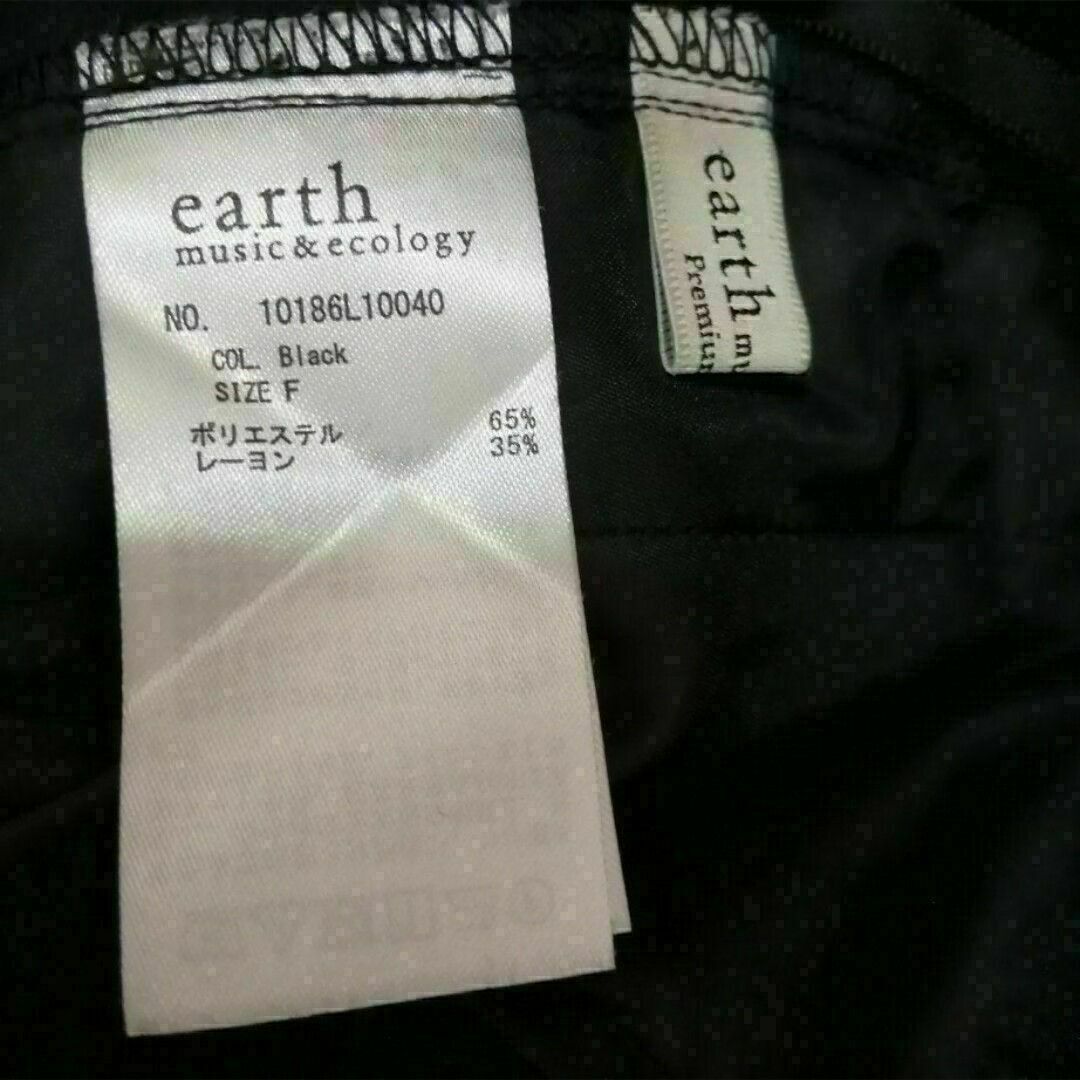 earth
music & ecology
NO. 10186L10040
COL. Black
SIZE F
ポリエステル 65%
レーヨン 35%
earth
Premium